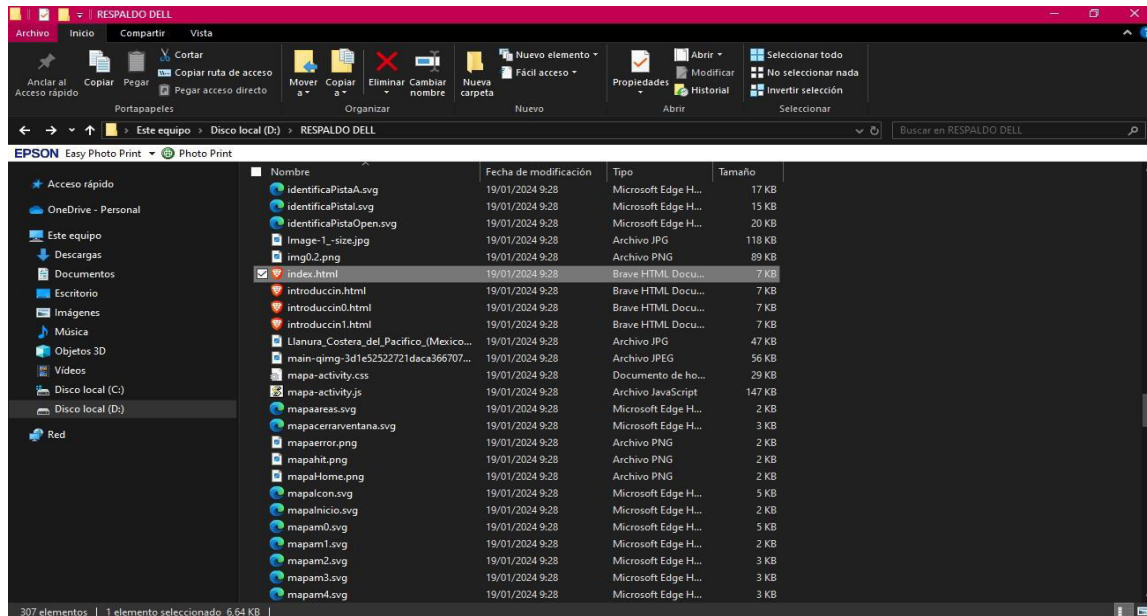 RESPALDO DELL
Archivo Inicio Compartir Vista
Anclar al Acceso rápido
Copiar
Pegar
Cortar
Copiar ruta de acceso
Pegar acceso directo
Mover a
Copiar a
Eliminar
Cambiar nombre
Nueva carpeta
Nuevo elemento
Fácil acceso
Propiedades
Abrir
Modificar
Historial
Seleccionar todo
No seleccionar nada
Invertir selección
Portapapeles Organizar Nuevo Abrir Seleccionar
Este equipo > Disco local (D:) > RESPALDO DELL
Buscar en RESPALDO DELL
EPSON Easy Photo Print Photo Print
Acceso rápido
OneDrive - Personal
Este equipo
Descargas
Documentos
Escritorio
Imágenes
Música
Objetos 3D
Vídeos
Disco local (C:)
Disco local (D:)
Red
Nombre Fecha de modificación Tipo Tamaño
identificaPistaA.svg 19/01/2024 9:28 Microsoft Edge H... 17 KB
identificaPistaI.svg 19/01/2024 9:28 Microsoft Edge H... 15 KB
identificaPistaOpen.svg 19/01/2024 9:28 Microsoft Edge H... 20 KB
Image-1_-size.jpg 19/01/2024 9:28 Archivo JPG 118 KB
img0.2.png 19/01/2024 9:28 Archivo PNG 89 KB
index.html 19/01/2024 9:28 Brave HTML Docu... 7 KB
introduccin.html 19/01/2024 9:28 Brave HTML Docu... 7 KB
introduccin0.html 19/01/2024 9:28 Brave HTML Docu... 7 KB
introduccin1.html 19/01/2024 9:28 Brave HTML Docu... 7 KB
Llanura_Costera_del_Pacifico_(Mexico... 19/01/2024 9:28 Archivo JPG 47 KB
main-qimg-3d1e52522721daca366707... 19/01/2024 9:28 Archivo JPEG 56 KB
mapa-activity.css 19/01/2024 9:28 Documento de ho... 29 KB
mapa-activity.js 19/01/2024 9:28 Archivo JavaScript 147 KB
mapaareas.svg 19/01/2024 9:28 Microsoft Edge H... 2 KB
mapacerrarventana.svg 19/01/2024 9:28 Microsoft Edge H... 3 KB
mapaerror.png 19/01/2024 9:28 Archivo PNG 2 KB
mapahit.png 19/01/2024 9:28 Archivo PNG 2 KB
mapaHome.png 19/01/2024 9:28 Archivo PNG 2 KB
mapaIcon.svg 19/01/2024 9:28 Microsoft Edge H... 5 KB
mapaInicio.svg 19/01/2024 9:28 Microsoft Edge H... 2 KB
mapam0.svg 19/01/2024 9:28 Microsoft Edge H... 5 KB
mapam1.svg 19/01/2024 9:28 Microsoft Edge H... 2 KB
mapam2.svg 19/01/2024 9:28 Microsoft Edge H... 3 KB
mapam3.svg 19/01/2024 9:28 Microsoft Edge H... 3 KB
mapam4.svg 19/01/2024 9:28 Microsoft Edge H... 3 KB
307 elementos | 1 elemento seleccionado 6,64 KB |